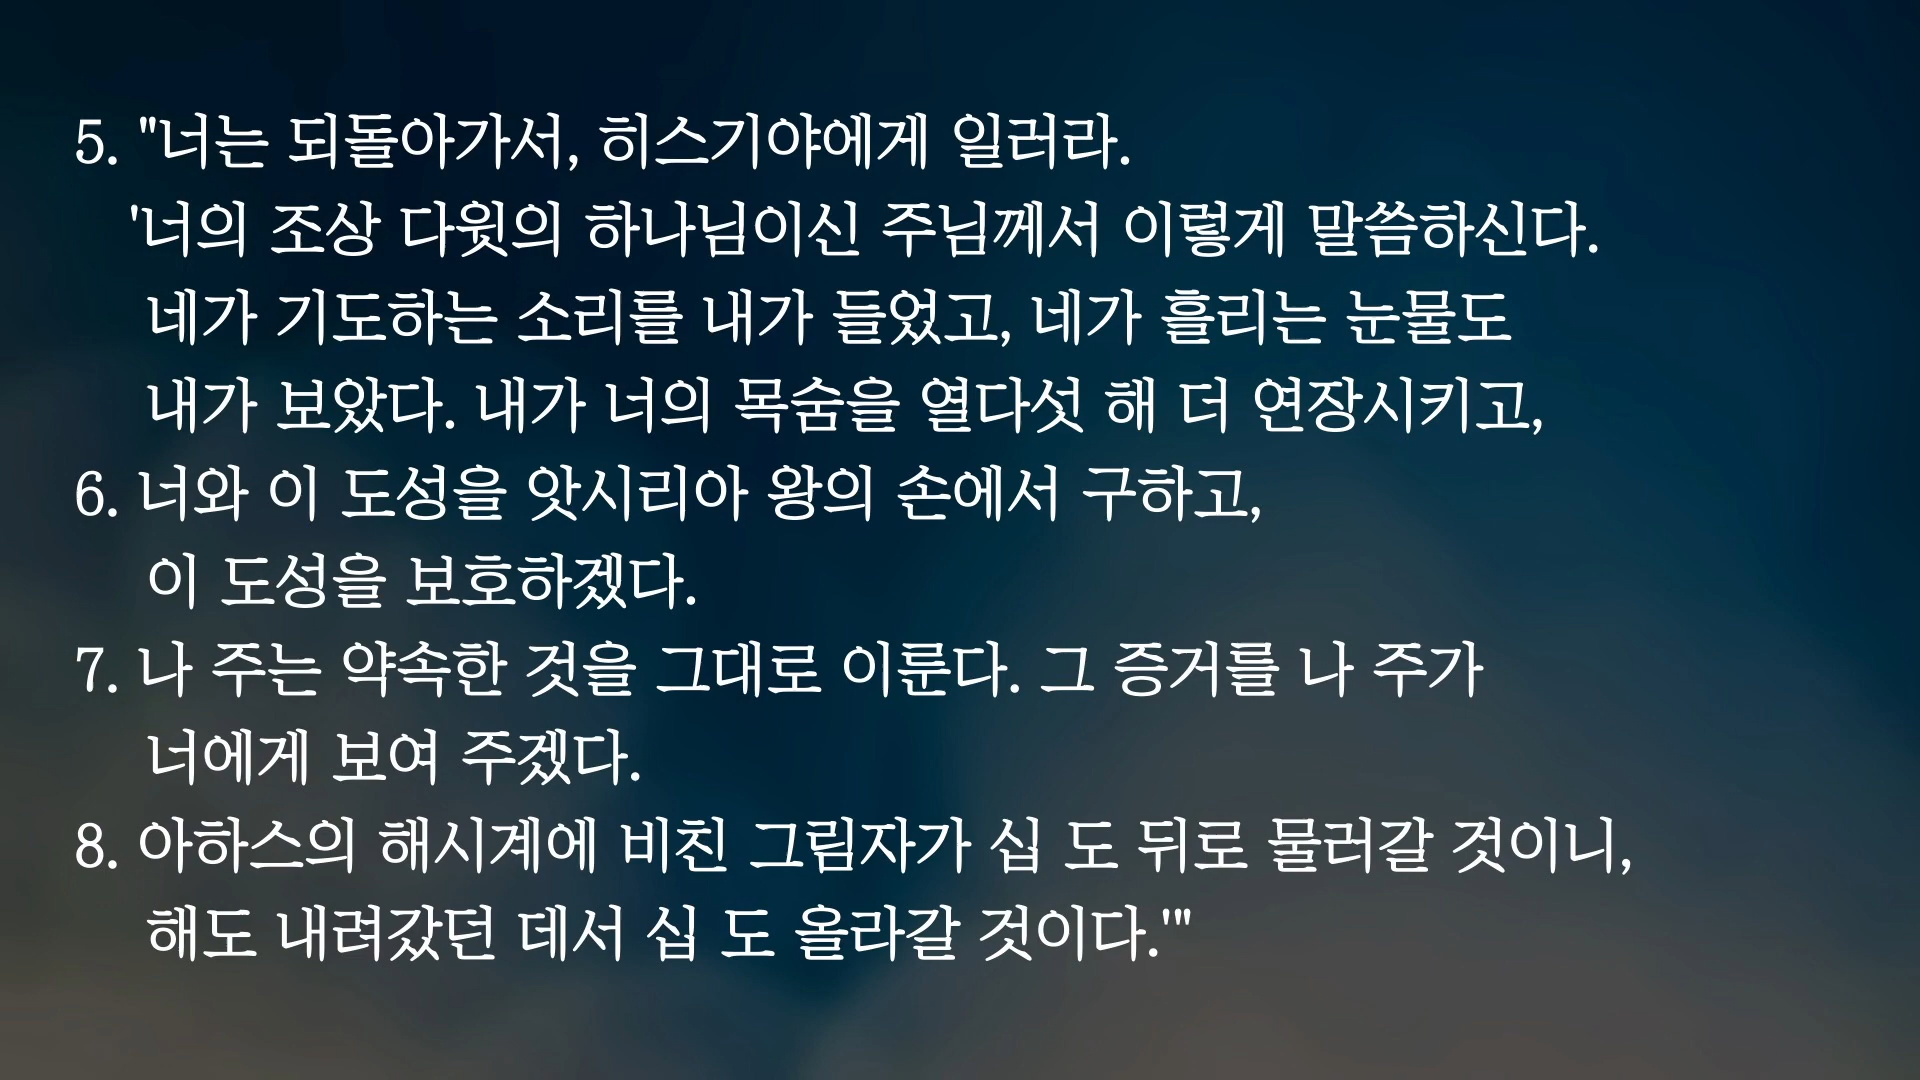 5. "너는 되돌아가서, 히스기야에게 일러라.
'너의 조상 다윗의 하나님이신 주님께서 이렇게 말씀하신다.
네가 기도하는 소리를 내가 들었고, 네가 흘리는 눈물도
내가 보았다. 내가 너의 목숨을 열다섯 해 더 연장시키고,
6. 너와 이 도성을 앗시리아 왕의 손에서 구하고,
이 도성을 보호하겠다.
7. 나 주는 약속한 것을 그대로 이룬다. 그 증거를 나 주가
너에게 보여 주겠다.
8. 아하스의 해시계에 비친 그림자가 십 도 뒤로 물러갈 것이니,
해도 내려갔던 데서 십 도 올라갈 것이다.'"